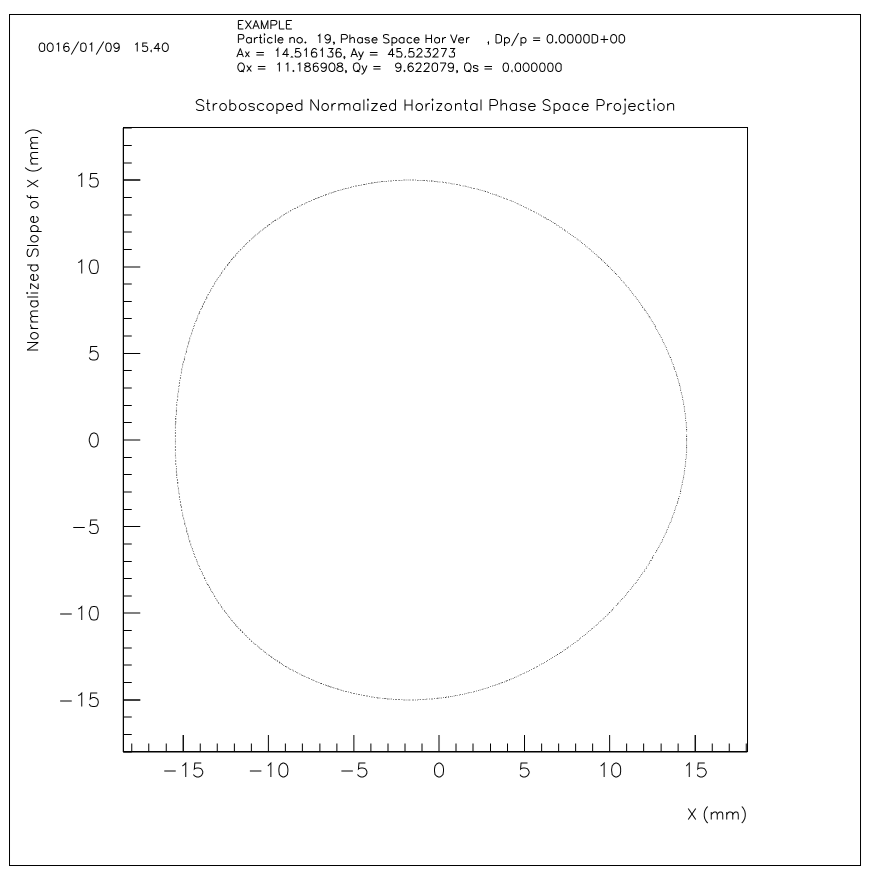 EXAMPLE
Particle no. 19, Phase Space Hor Ver , Dp/p = 0.0000D+00
0016/01/09 15.40
Ax = 14.516136, Ay = 45.523273
Qx = 11.186908, Qy = 9.622079, Qs = 0.000000
Stroboscoped Normalized Horizontal Phase Space Projection
Normalized Slope of X (mm)
15
10
5
0
−5
−10
−15
−15 −10 −5 0 5 10 15
X (mm)